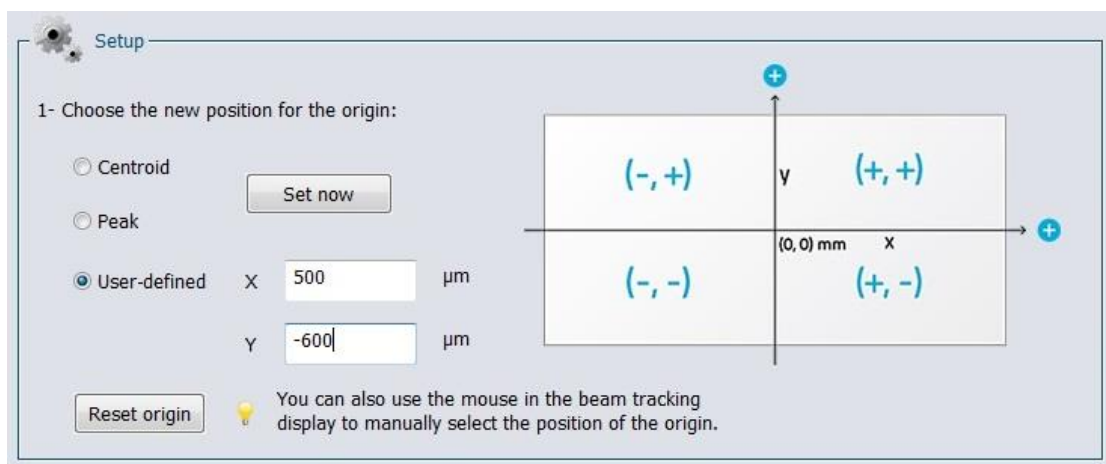 Setup
1- Choose the new position for the origin:
Centroid
Set now
Peak
User-defined
X
500
µm
Y
-600
µm
Reset origin
You can also use the mouse in the beam tracking
display to manually select the position of the origin.
+
(-, +)
y
(+, +)
(0, 0) mm
X
+
(-, -)
(+, -)